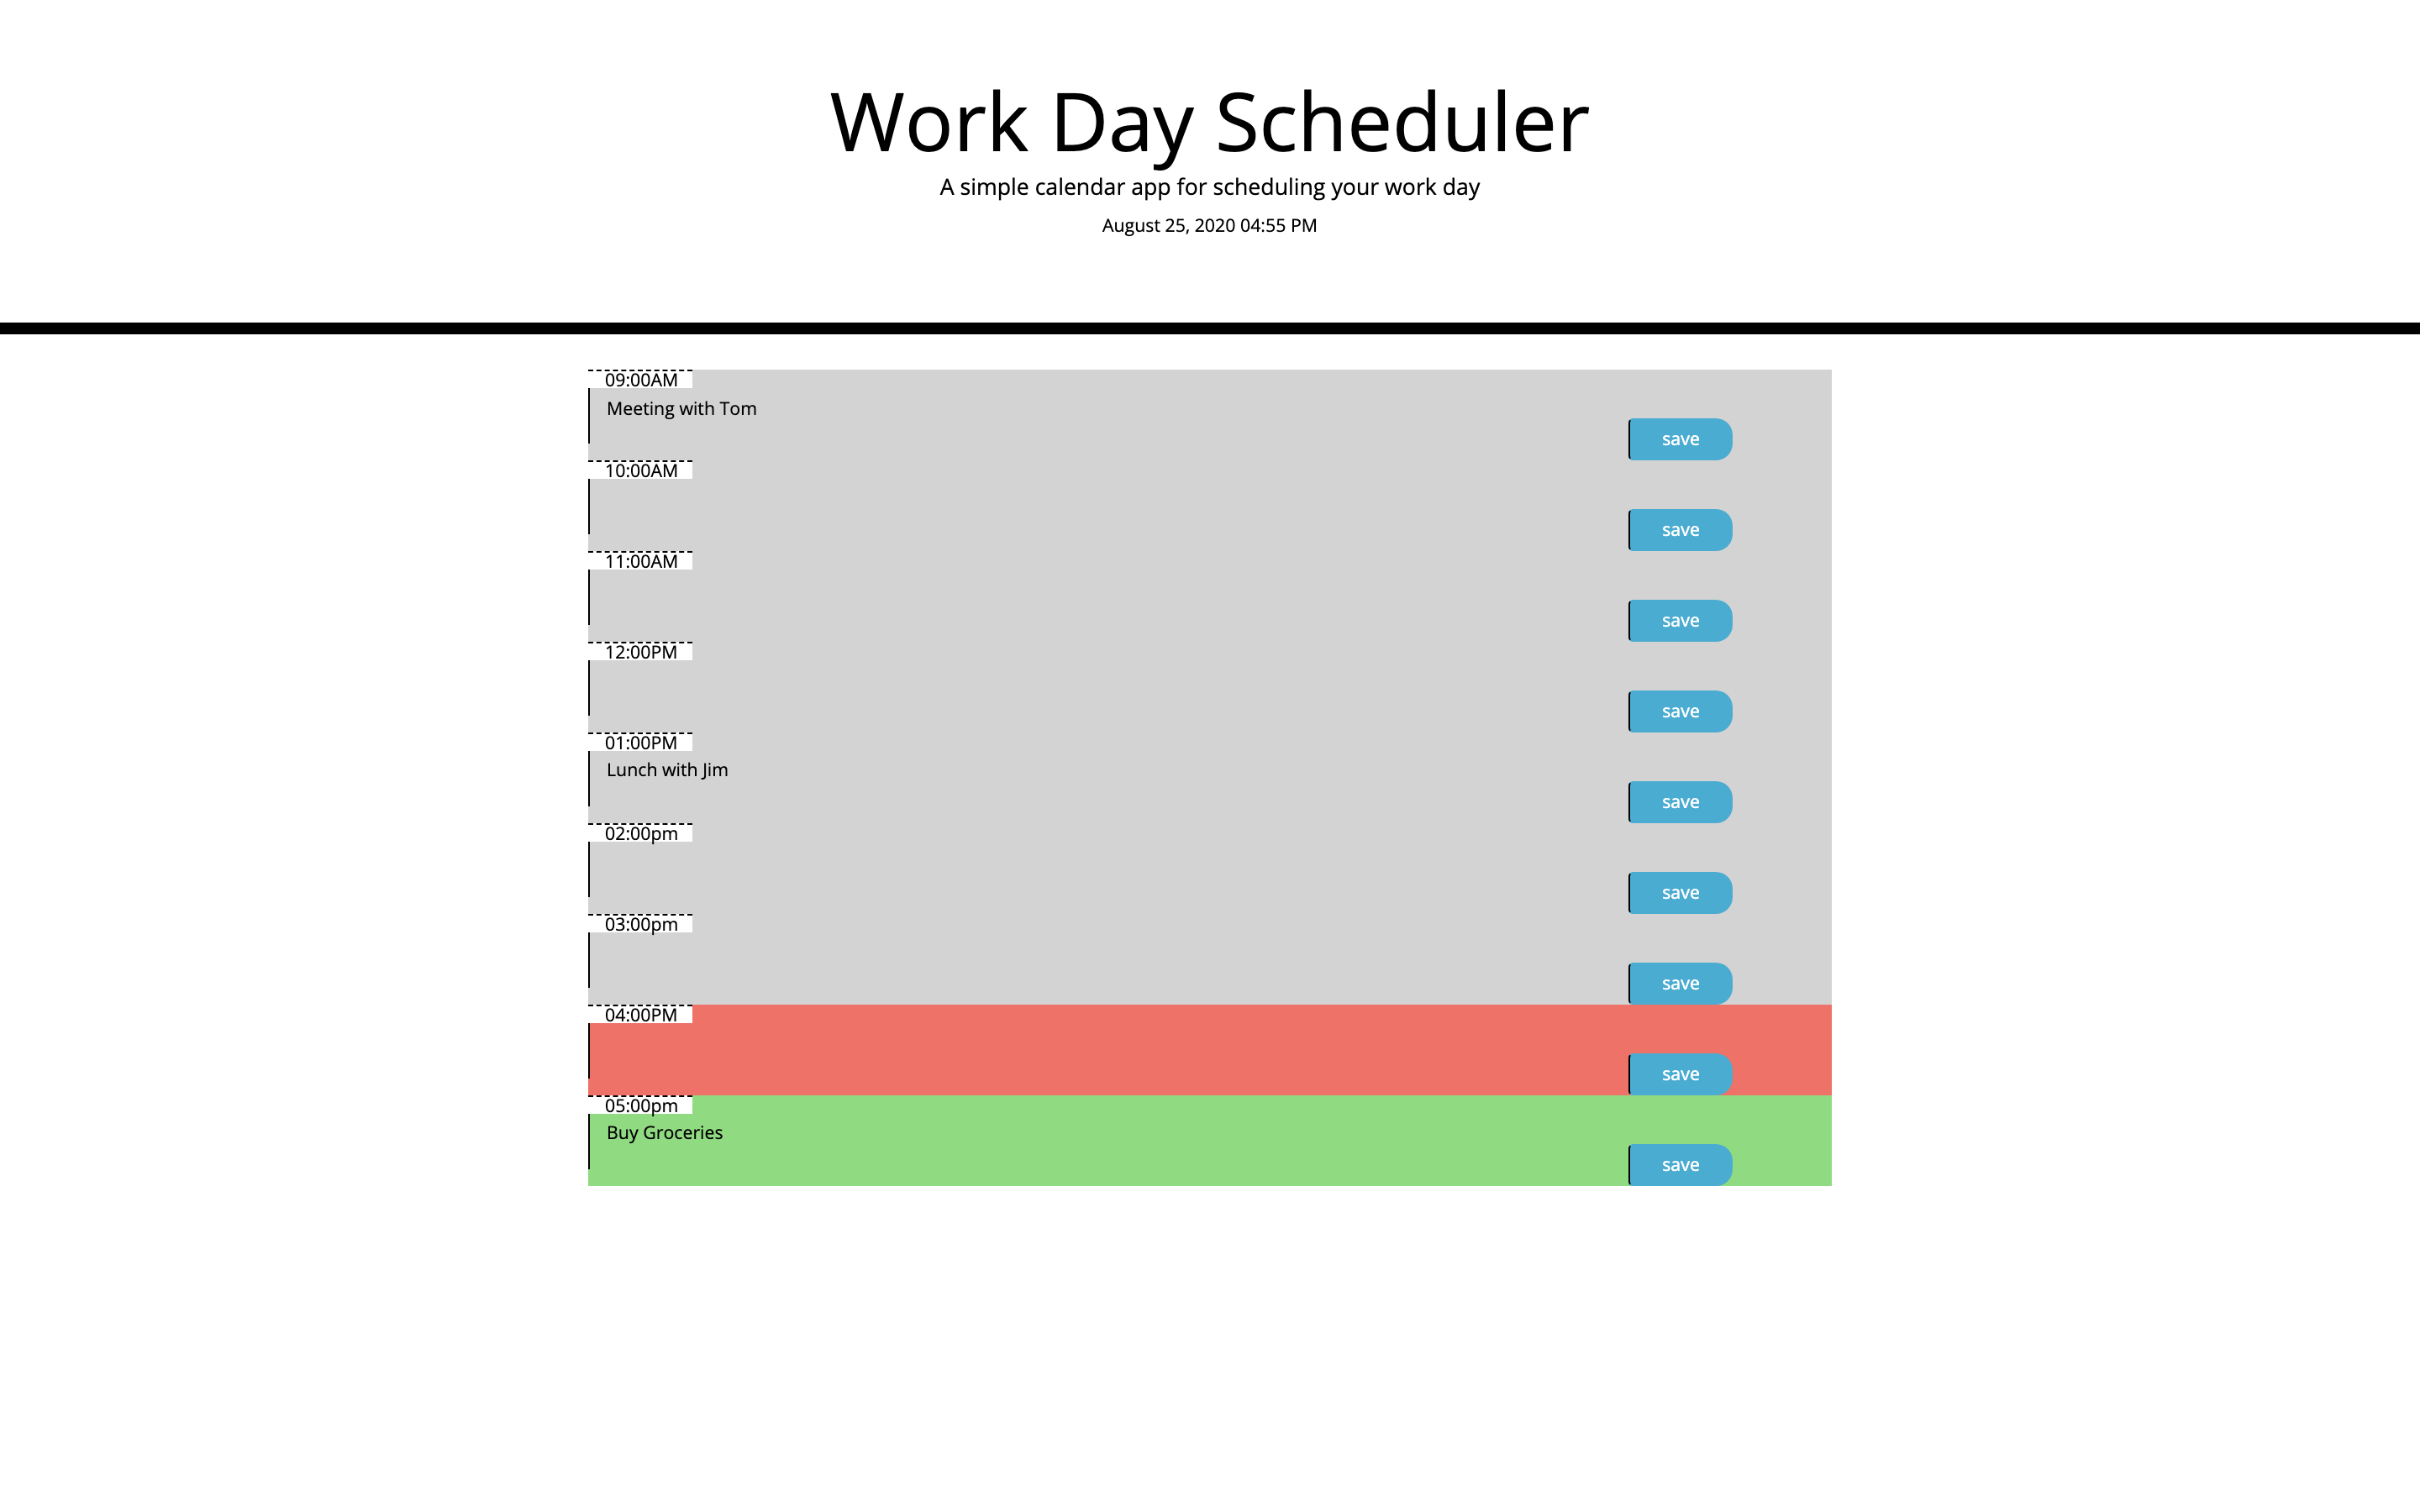 Work Day Scheduler
A simple calendar app for scheduling your work day
August 25, 2020 04:55 PM
09:00AM
Meeting with Tom
save
10:00AM
save
11:00AM
save
12:00PM
save
01:00PM
Lunch with Jim
save
02:00pm
save
03:00pm
save
04:00PM
save
05:00pm
Buy Groceries
save